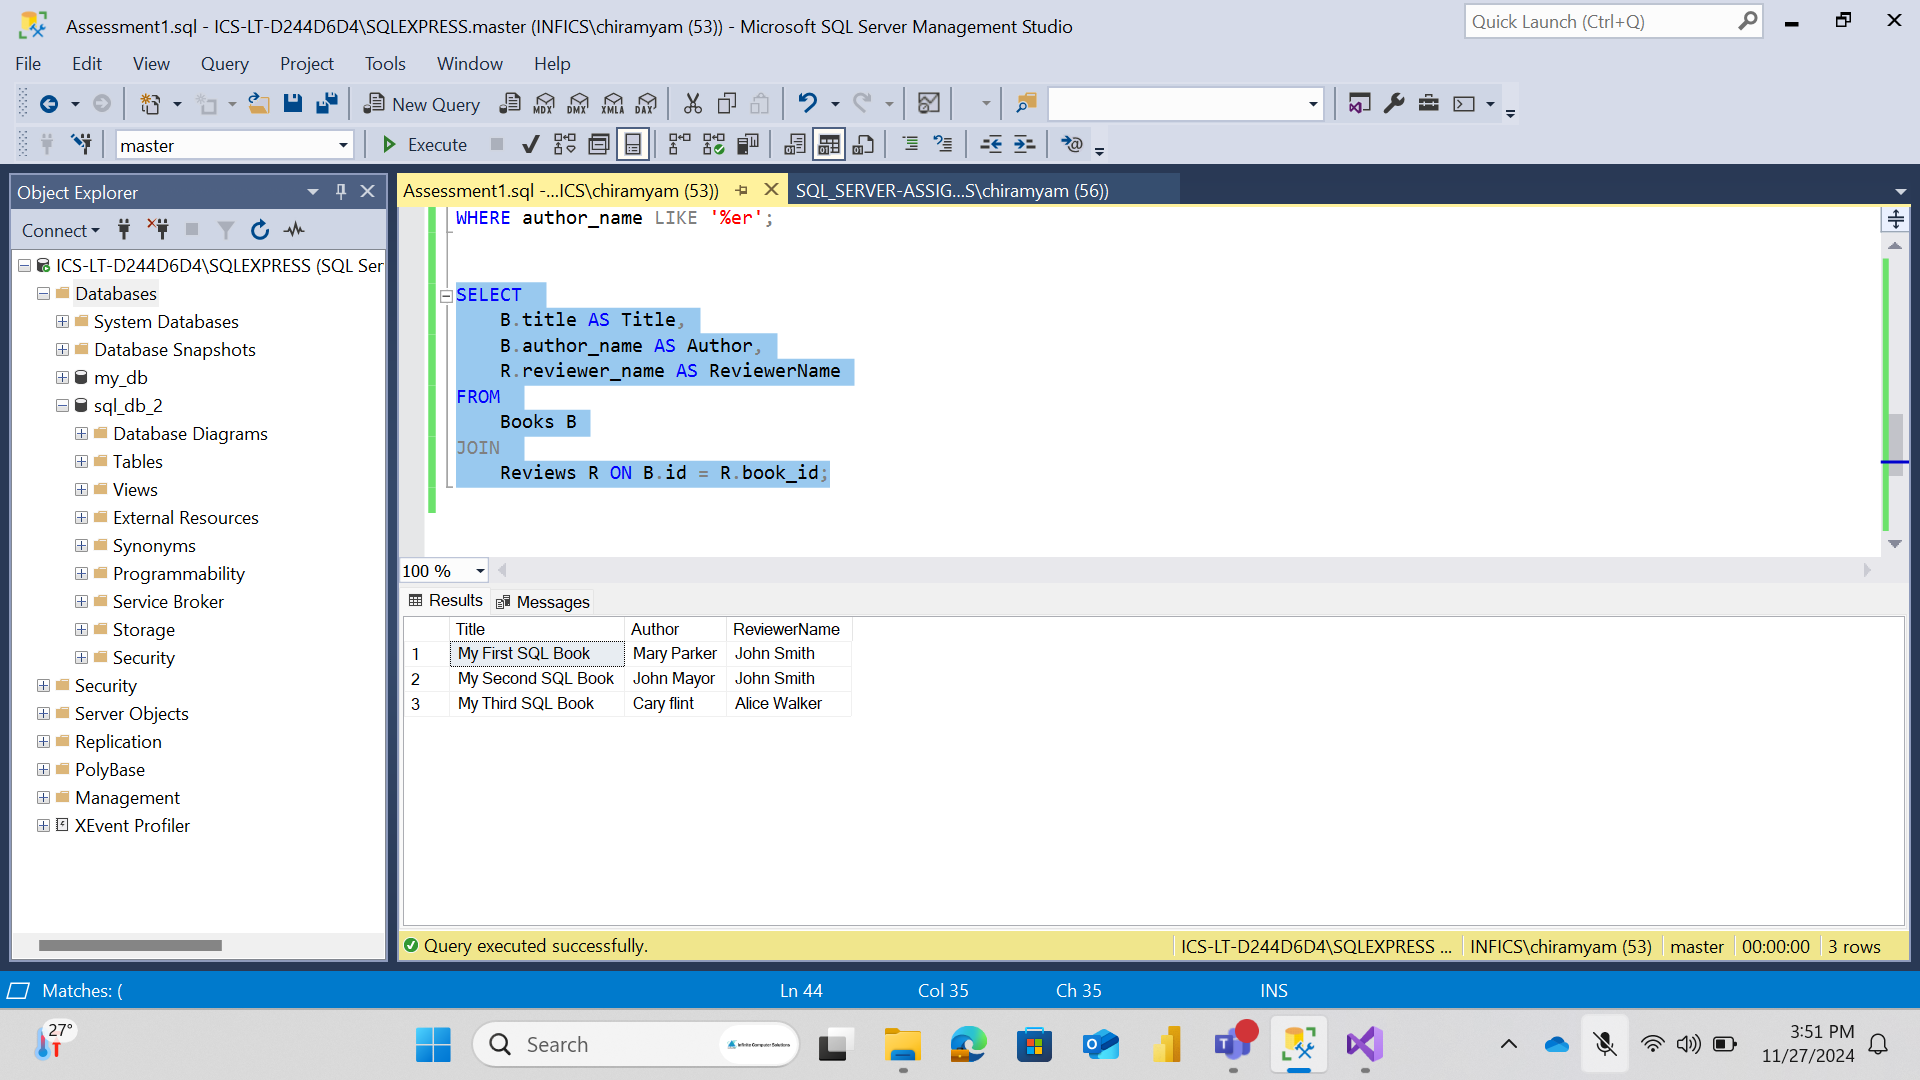 Assessment1.sql - ICS-LT-D244D6D4\SQLEXPRESS.master (INFICS\chiramyam (53)) - Microsoft SQL Server Management Studio
Quick Launch (Ctrl+Q)
File Edit View Query Project Tools Window Help
New Query MDX DMX XMLA DAX
master Execute
Object Explorer
Connect
ICS-LT-D244D6D4\SQLEXPRESS (SQL Ser
Databases
System Databases
Database Snapshots
my_db
sql_db_2
Database Diagrams
Tables
Views
External Resources
Synonyms
Programmability
Service Broker
Storage
Security
Security
Server Objects
Replication
PolyBase
Management
XEvent Profiler
Assessment1.sql -...ICS\chiramyam (53)) SQL_SERVER-ASSIG...S\chiramyam (56))
WHERE author_name LIKE '%er';
SELECT
B.title AS Title,
B.author_name AS Author,
R.reviewer_name AS ReviewerName
FROM
Books B
JOIN
Reviews R ON B.id = R.book_id;
100 %
Results Messages
Title Author ReviewerName
1 My First SQL Book Mary Parker John Smith
2 My Second SQL Book John Mayor John Smith
3 My Third SQL Book Cary flint Alice Walker
Query executed successfully. ICS-LT-D244D6D4\SQLEXPRESS ... INFICS\chiramyam (53) master 00:00:00 3 rows
Matches: ( Ln 44 Col 35 Ch 35 INS
27°
Search
Infinite Computer Solutions
3:51 PM
11/27/2024